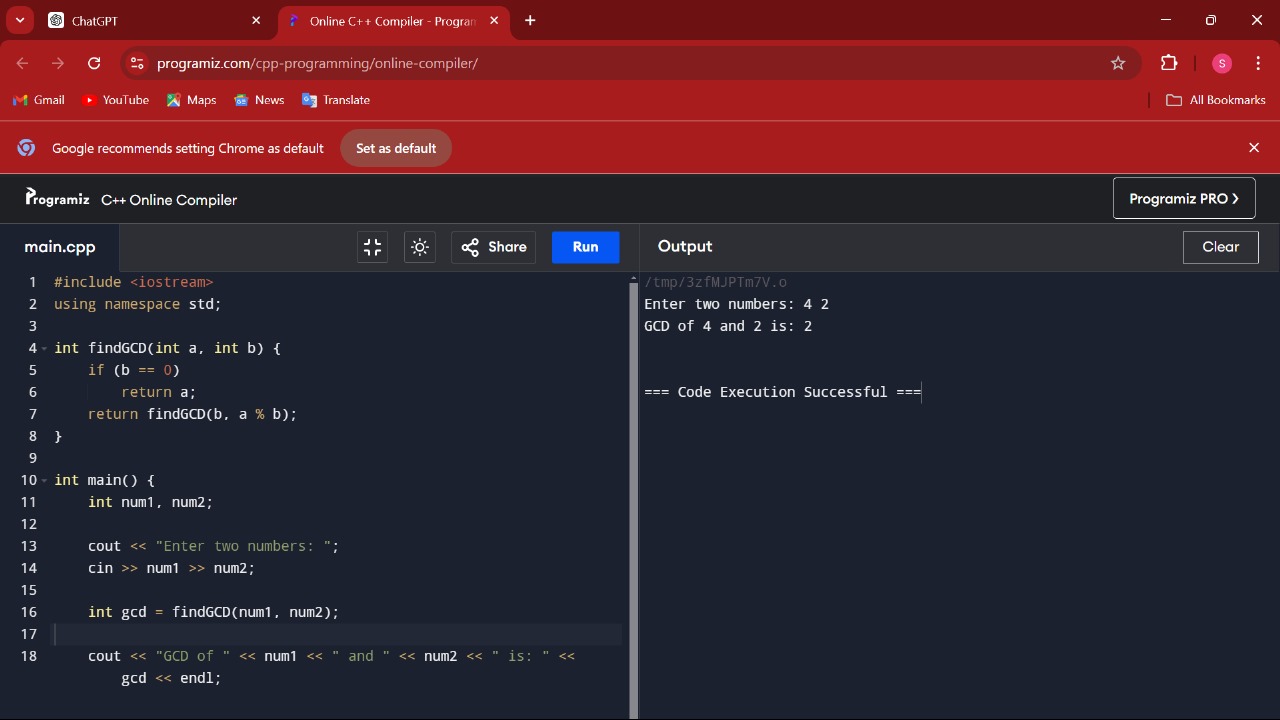 ChatGPT
Online C++ Compiler - Progran
programiz.com/cpp-programming/online-compiler/
S
Gmail
YouTube
Maps
News
Translate
All Bookmarks
Google recommends setting Chrome as default
Set as default
Programiz
C++ Online Compiler
Programiz PRO >
main.cpp
Share
Run
Output
Clear
1 #include <iostream>
2 using namespace std;
3
4 int findGCD(int a, int b) {
5 if (b == 0)
6 return a;
7 return findGCD(b, a % b);
8 }
9
10 int main() {
11 int num1, num2;
12
13 cout << "Enter two numbers: ";
14 cin >> num1 >> num2;
15
16 int gcd = findGCD(num1, num2);
17
18 cout << "GCD of " << num1 << " and " << num2 << " is: " <<
gcd << endl;
/tmp/3zfMJPTm7V.o
Enter two numbers: 4 2
GCD of 4 and 2 is: 2
=== Code Execution Successful ===